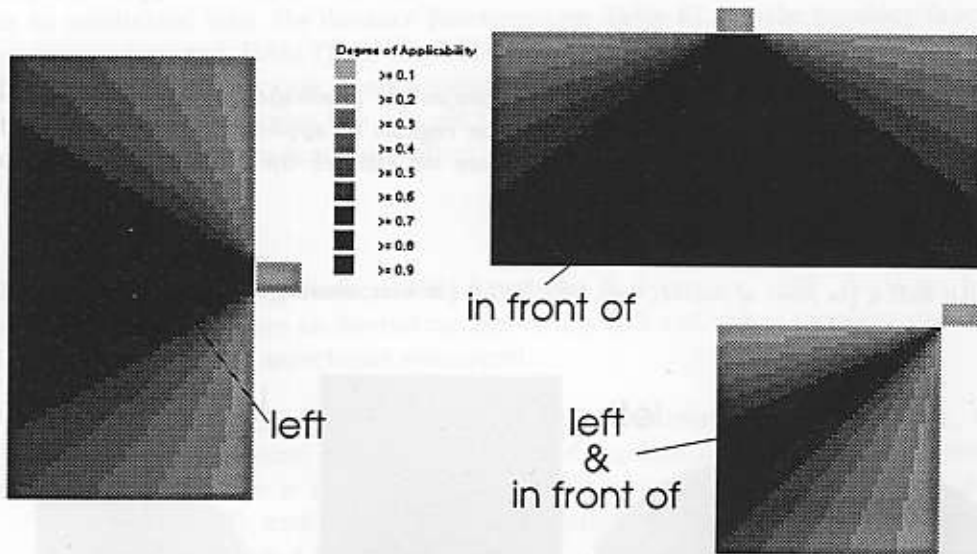 Degree of Applicability
>= 0.1
>= 0.2
>= 0.3
>= 0.4
>= 0.5
>= 0.6
>= 0.7
>= 0.8
>= 0.9
in front of
left
left
&
in front of